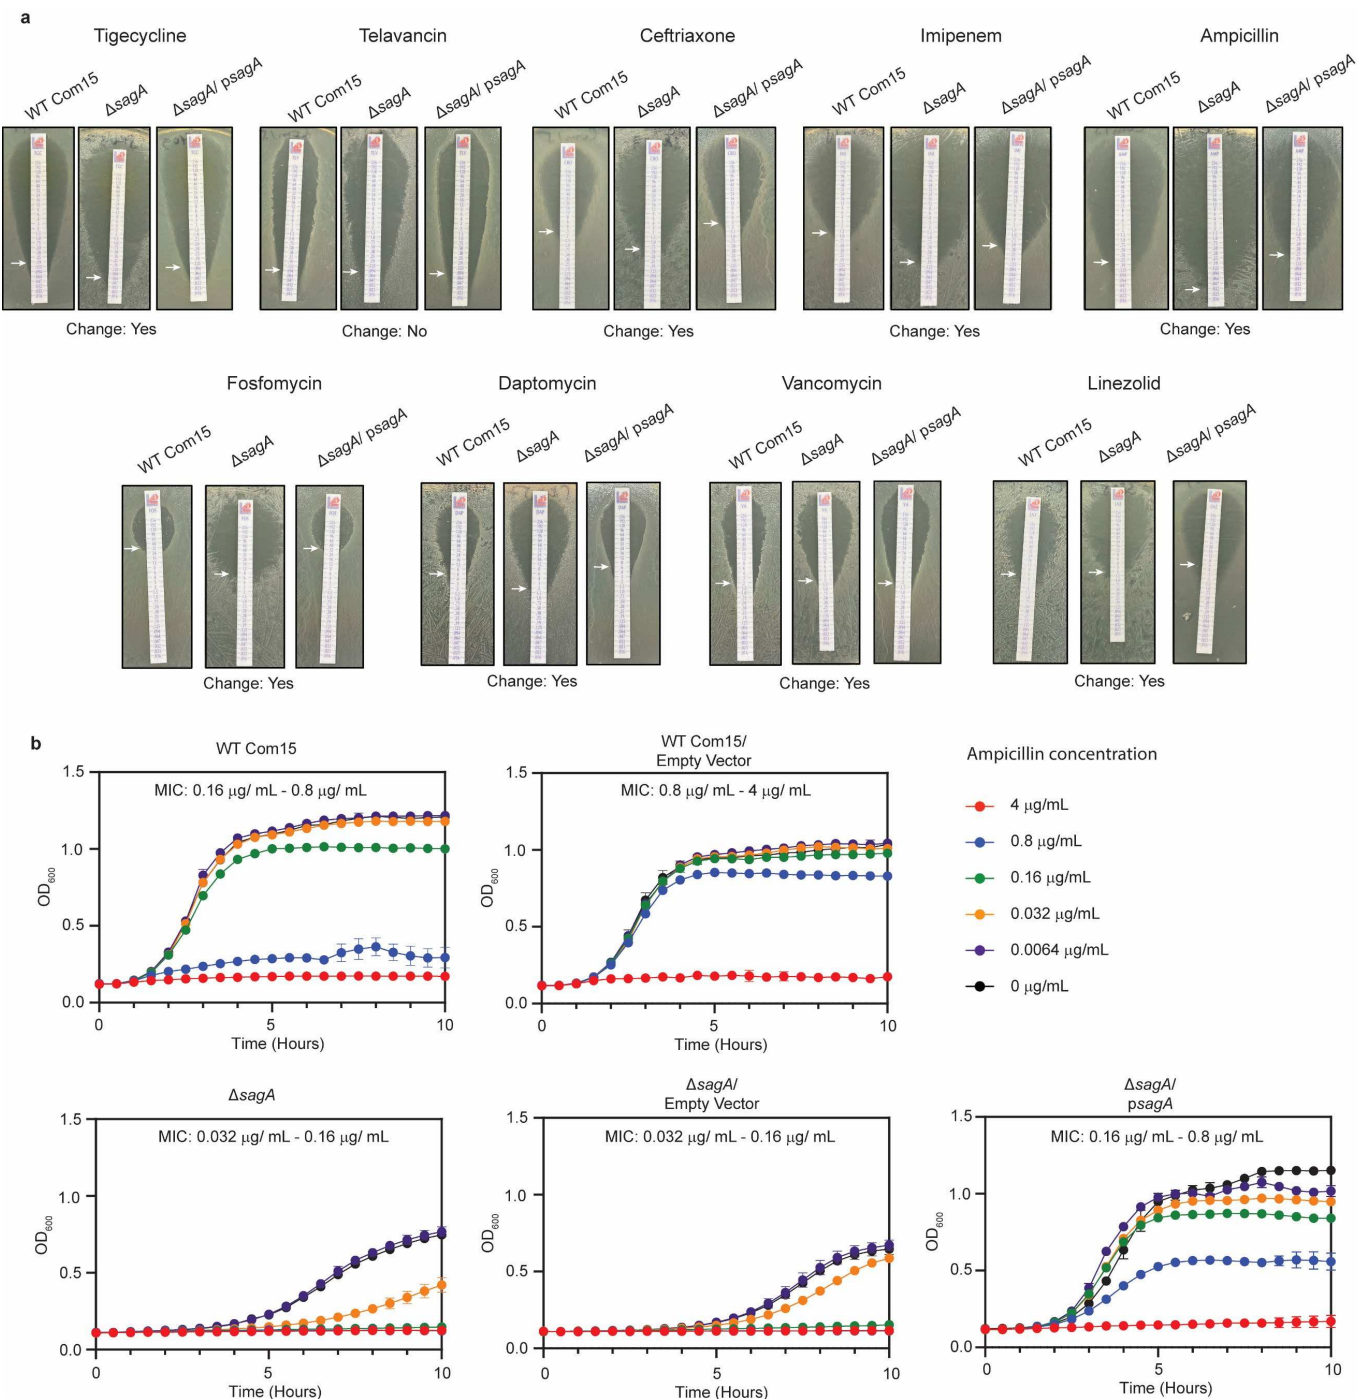 a
Tigecycline
Telavancin
Ceftriaxone
Imipenem
Ampicillin
WT Com15
ΔsagA
ΔsagA/ psagA
WT Com15
ΔsagA
ΔsagA/ psagA
WT Com15
ΔsagA
ΔsagA/ psagA
WT Com15
ΔsagA
ΔsagA/ psagA
WT Com15
ΔsagA
ΔsagA/ psagA
Change: Yes
Change: No
Change: Yes
Change: Yes
Change: Yes
Fosfomycin
Daptomycin
Vancomycin
Linezolid
WT Com15
ΔsagA
ΔsagA/ psagA
WT Com15
ΔsagA
ΔsagA/ psagA
WT Com15
ΔsagA
ΔsagA/ psagA
WT Com15
ΔsagA
ΔsagA/ psagA
Change: Yes
Change: Yes
Change: Yes
Change: Yes
b
WT Com15
MIC: 0.16 μg/ mL - 0.8 μg/ mL
OD600
1.5
1.0
0.5
0.0
0
5
10
Time (Hours)
WT Com15/
Empty Vector
MIC: 0.8 μg/ mL - 4 μg/ mL
OD600
1.5
1.0
0.5
0.0
0
5
10
Time (Hours)
Ampicillin concentration
4 μg/mL
0.8 μg/mL
0.16 μg/mL
0.032 μg/mL
0.0064 μg/mL
0 μg/mL
ΔsagA
MIC: 0.032 μg/ mL - 0.16 μg/ mL
OD600
1.5
1.0
0.5
0.0
0
5
10
Time (Hours)
ΔsagA/
Empty Vector
MIC: 0.032 μg/ mL - 0.16 μg/ mL
OD600
1.5
1.0
0.5
0.0
0
5
10
Time (Hours)
ΔsagA/
psagA
MIC: 0.16 μg/ mL - 0.8 μg/ mL
OD600
1.5
1.0
0.5
0.0
0
5
10
Time (Hours)